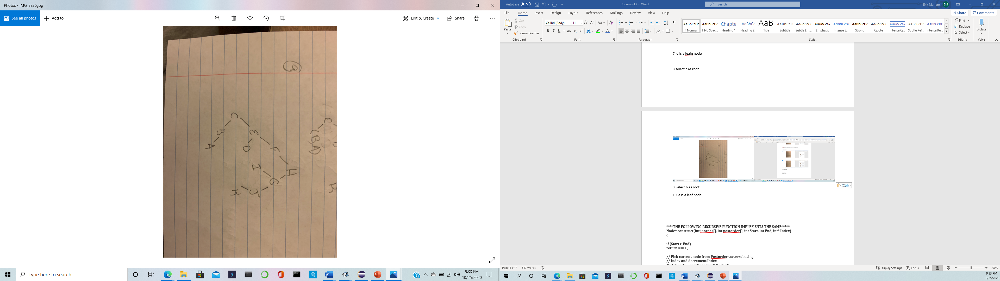 Photos - IMG_8235.jpg
See all photos
Add to
Edit & Create
Share
9
C
B
E
A
D
F
I
H
G
K
J
C
(B,A)
K
Type here to search
9:33 PM
10/25/2020
AutoSave Off
Document3 - Word
Search
Erik Marrero EM
File Home Insert Design Layout References Mailings Review View Help
Share Comments
Paste
Cut
Copy
Format Painter
Clipboard
Calibri (Body) 11
Font
Paragraph
AaBbCcDc AaBbCcDc Chapte AaBbCc AaB AaBbCcD AaBbCcDc AaBbCcDc AaBbCcDc AaBbCcDc AaBbCcDc AaBbCcDc AABBCCDD AABBCCDD
¶ Normal ¶ No Spac... Heading 1 Heading 2 Title Subtitle Subtle Em... Emphasis Intense E... Strong Quote Intense Q... Subtle Ref... Intense Re...
Styles
Find
Replace
Select
Editing
Dictate
Voice
7. d is a leafe node
8.select c as root
(Ctrl)
9.Select b as root
10. a is a leaf node.
****THE FOLLOWING RECURSIVE FUNCTION IMPLEMENTS THE SAME*****
Node* construct(int inorder[], int postorder[], int Start, int End, int* Index)
{
if (Start > End)
return NULL;
// Pick current node from Postorder traversal using
// Index and decrement Index
Page 4 of 7 547 words
Display Settings Focus 100%
9:33 PM
10/25/2020